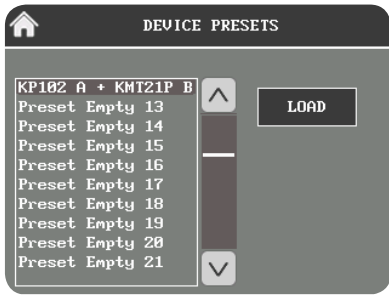 DEVICE PRESETS
KP102 A + KMT21P B
Preset Empty 13
Preset Empty 14
Preset Empty 15
Preset Empty 16
Preset Empty 17
Preset Empty 18
Preset Empty 19
Preset Empty 20
Preset Empty 21
LOAD